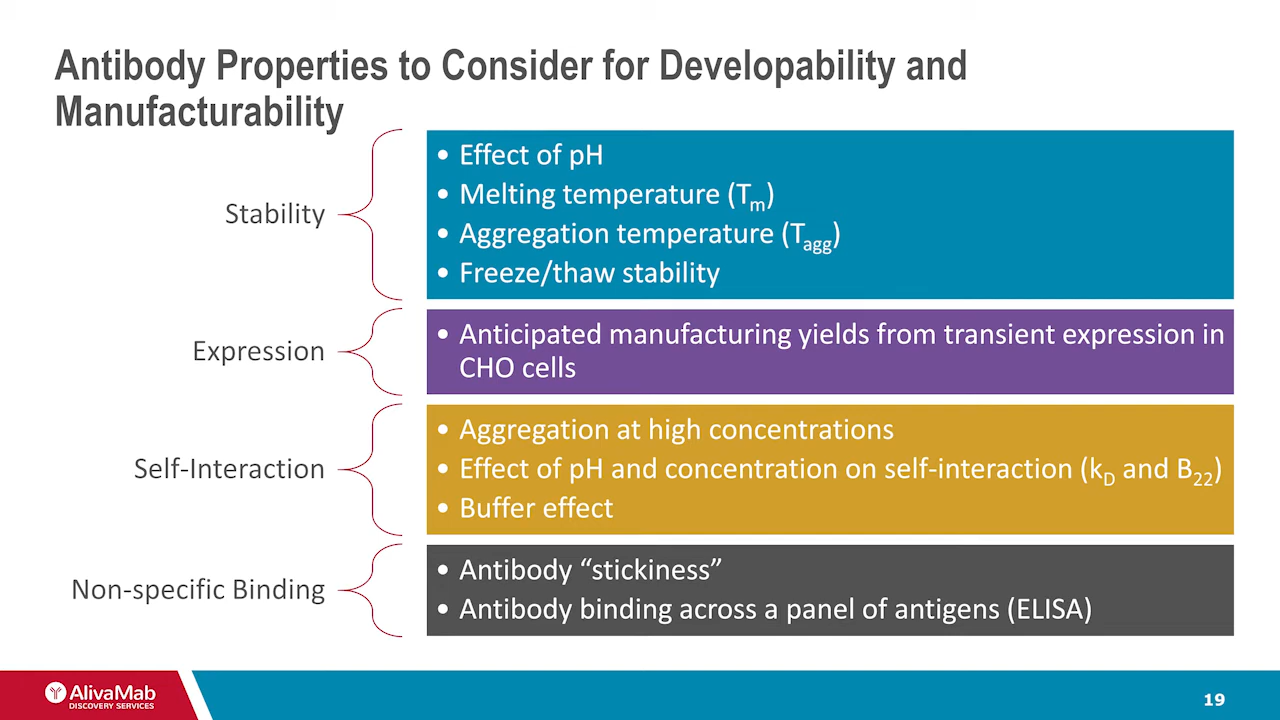 Antibody Properties to Consider for Developability and
Manufacturability
Stability
• Effect of pH
• Melting temperature (Tm)
• Aggregation temperature (Tagg)
• Freeze/thaw stability
Expression
• Anticipated manufacturing yields from transient expression in
CHO cells
Self-Interaction
• Aggregation at high concentrations
• Effect of pH and concentration on self-interaction (kD and B22)
• Buffer effect
Non-specific Binding
• Antibody “stickiness”
• Antibody binding across a panel of antigens (ELISA)
AlivaMab
DISCOVERY SERVICES
19